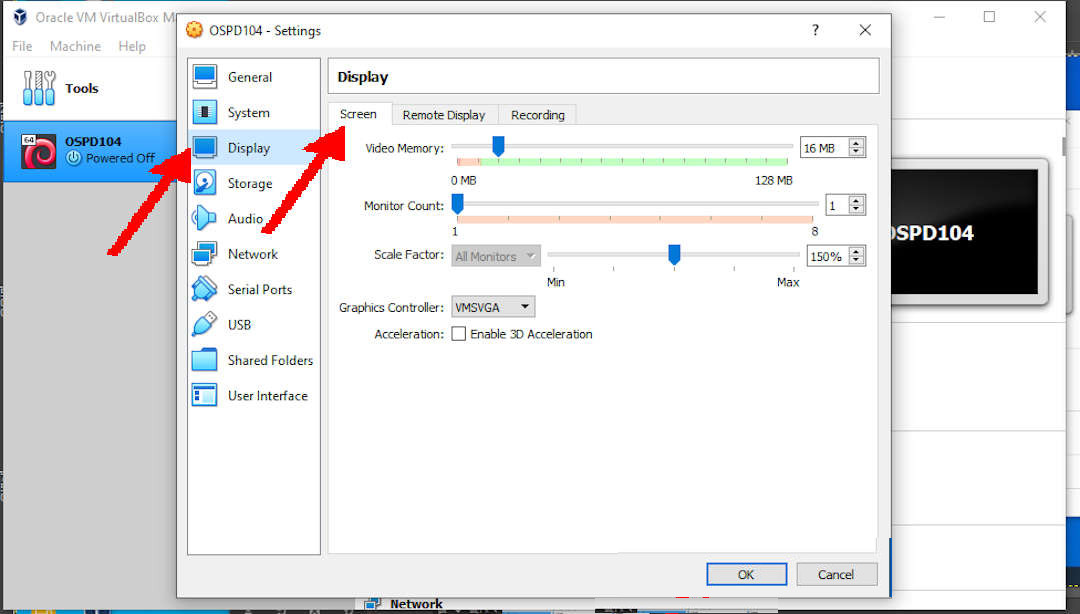 Oracle VM VirtualBox M
File Machine Help
Tools
64
OSPD104
Powered Off
OSPD104 - Settings
?
General
System
Display
Storage
Audio
Network
Serial Ports
USB
Shared Folders
User Interface
Display
Screen Remote Display Recording
Video Memory: 16 MB
0 MB 128 MB
Monitor Count: 1
1 8
Scale Factor: All Monitors 150%
Min Max
Graphics Controller: VMSVGA
Acceleration: Enable 3D Acceleration
OK Cancel
OSPD104
Network